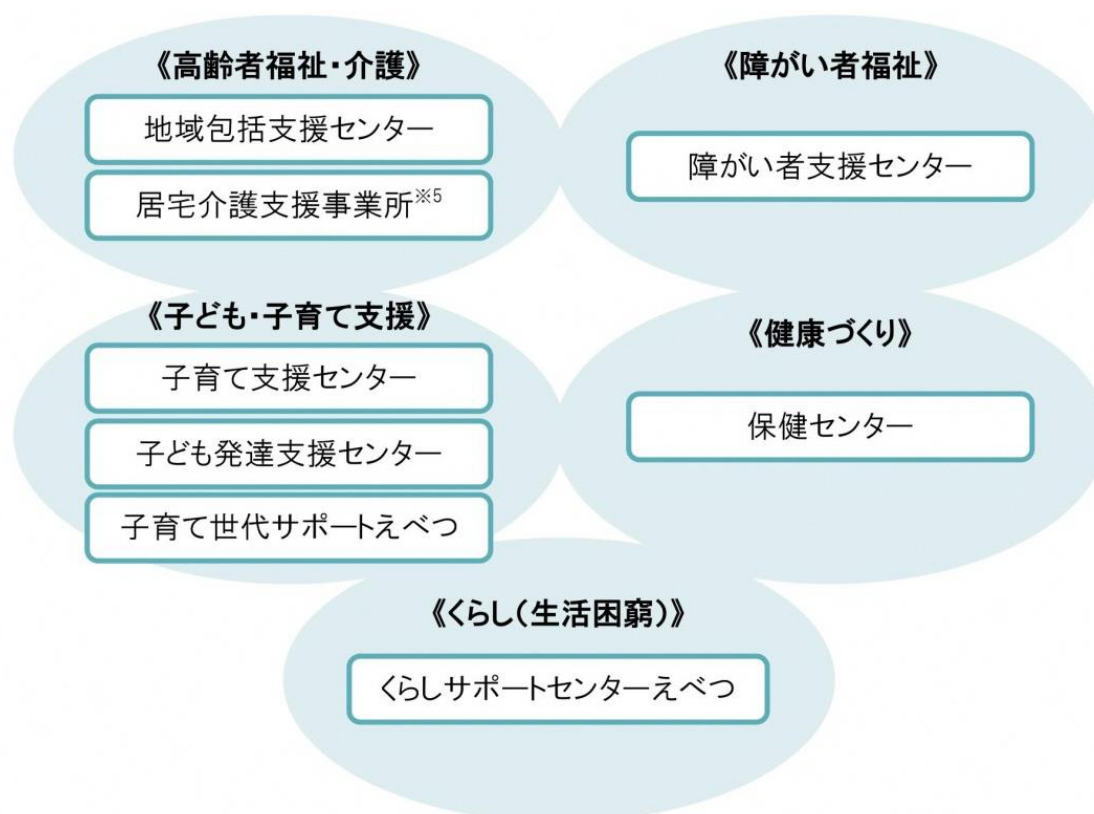 《高齢者福祉・介護》
地域包括支援センター
居宅介護支援事業所※5
《障がい者福祉》
障がい者支援センター
《子ども・子育て支援》
子育て支援センター
子ども発達支援センター
子育て世代サポートえべつ
《健康づくり》
保健センター
《くらし(生活困窮)》
くらしサポートセンターえべつ